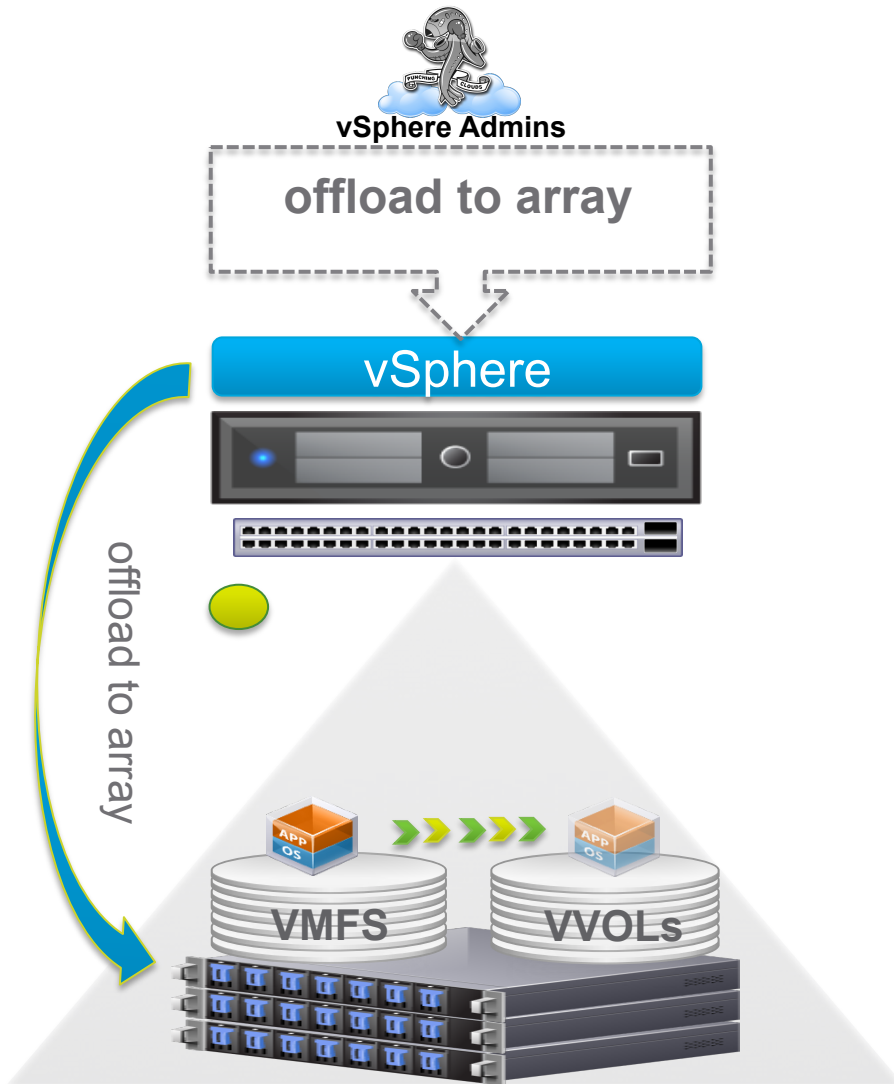 PUNCHING CLOUDS
vSphere Admins
offload to array
vSphere
offload to array
APP
OS
APP
OS
VMFS
VVOLs